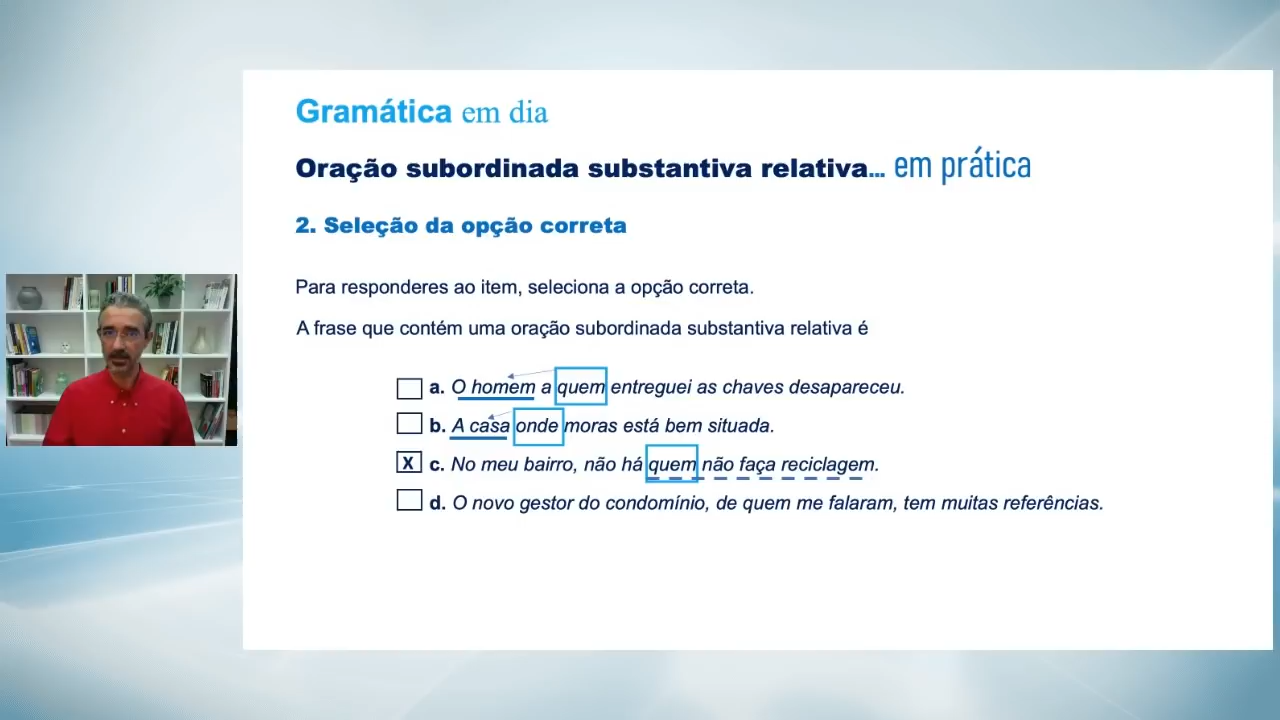 Gramática em dia
Oração subordinada substantiva relativa... em prática
2. Seleção da opção correta
Para responderes ao item, seleciona a opção correta.
A frase que contém uma oração subordinada substantiva relativa é
a. O homem a quem entreguei as chaves desapareceu.
b. A casa onde moras está bem situada.
X c. No meu bairro, não há quem não faça reciclagem.
d. O novo gestor do condomínio, de quem me falaram, tem muitas referências.